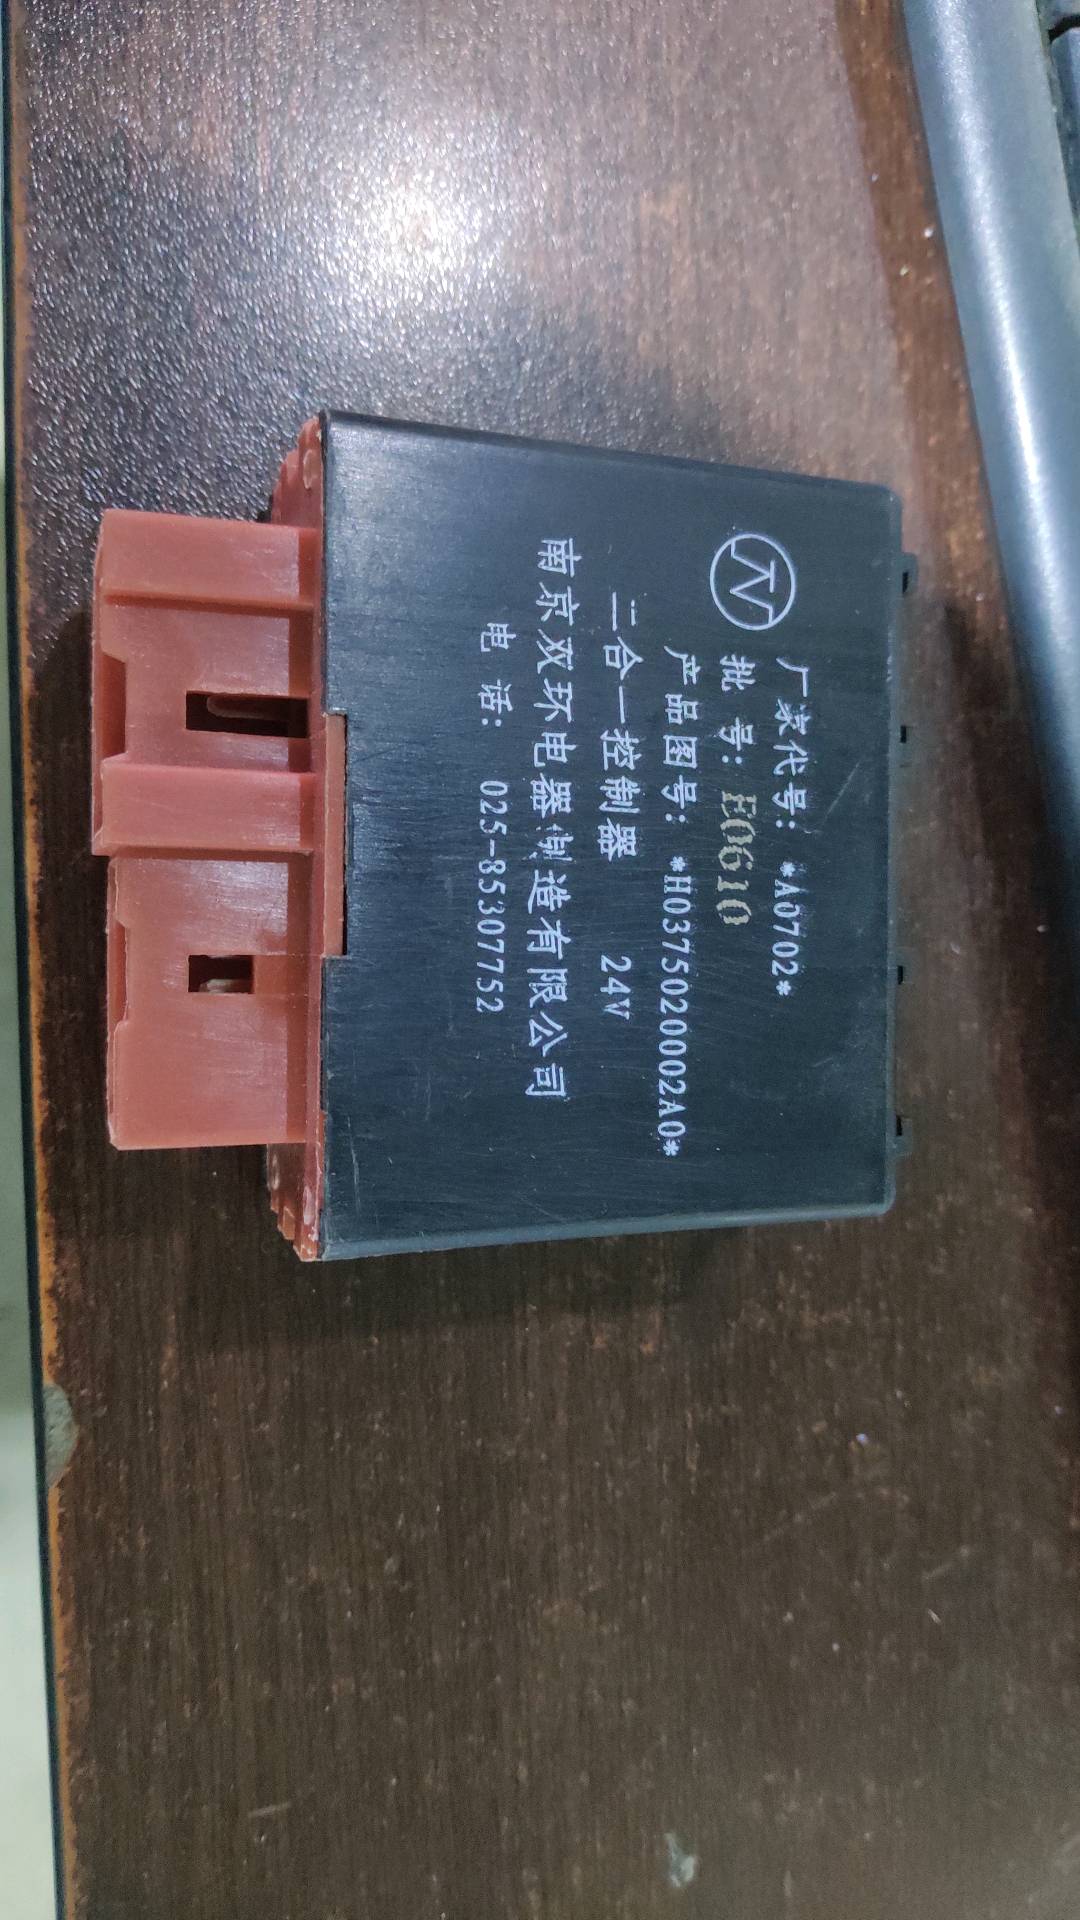 厂家代号: *A0702*
批 号: E0610
产品图号: *H0375020002A0*
二合一控制器 24V
南京双环电器制造有限公司
电 话: 025-85307752